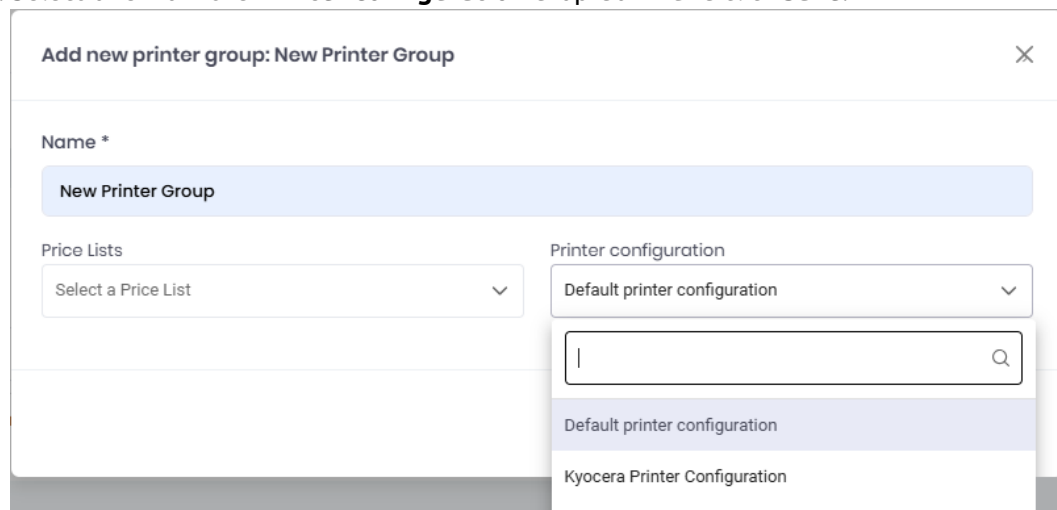 Add new printer group: New Printer Group
Name *
New Printer Group
Price Lists
Printer configuration
Select a Price List
Default printer configuration
Default printer configuration
Kyocera Printer Configuration